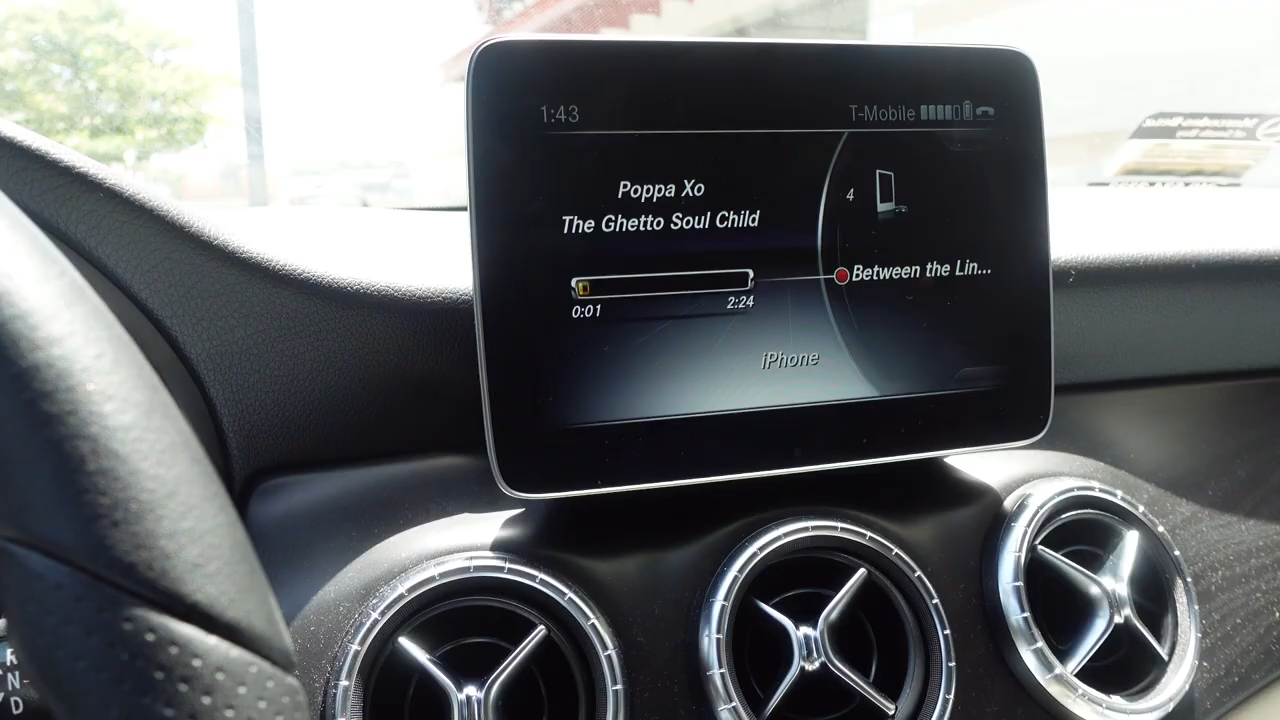 1:43
T-Mobile
Poppa Xo
The Ghetto Soul Child
4
0:01
2:24
Between the Lin...
iPhone
R
N
D